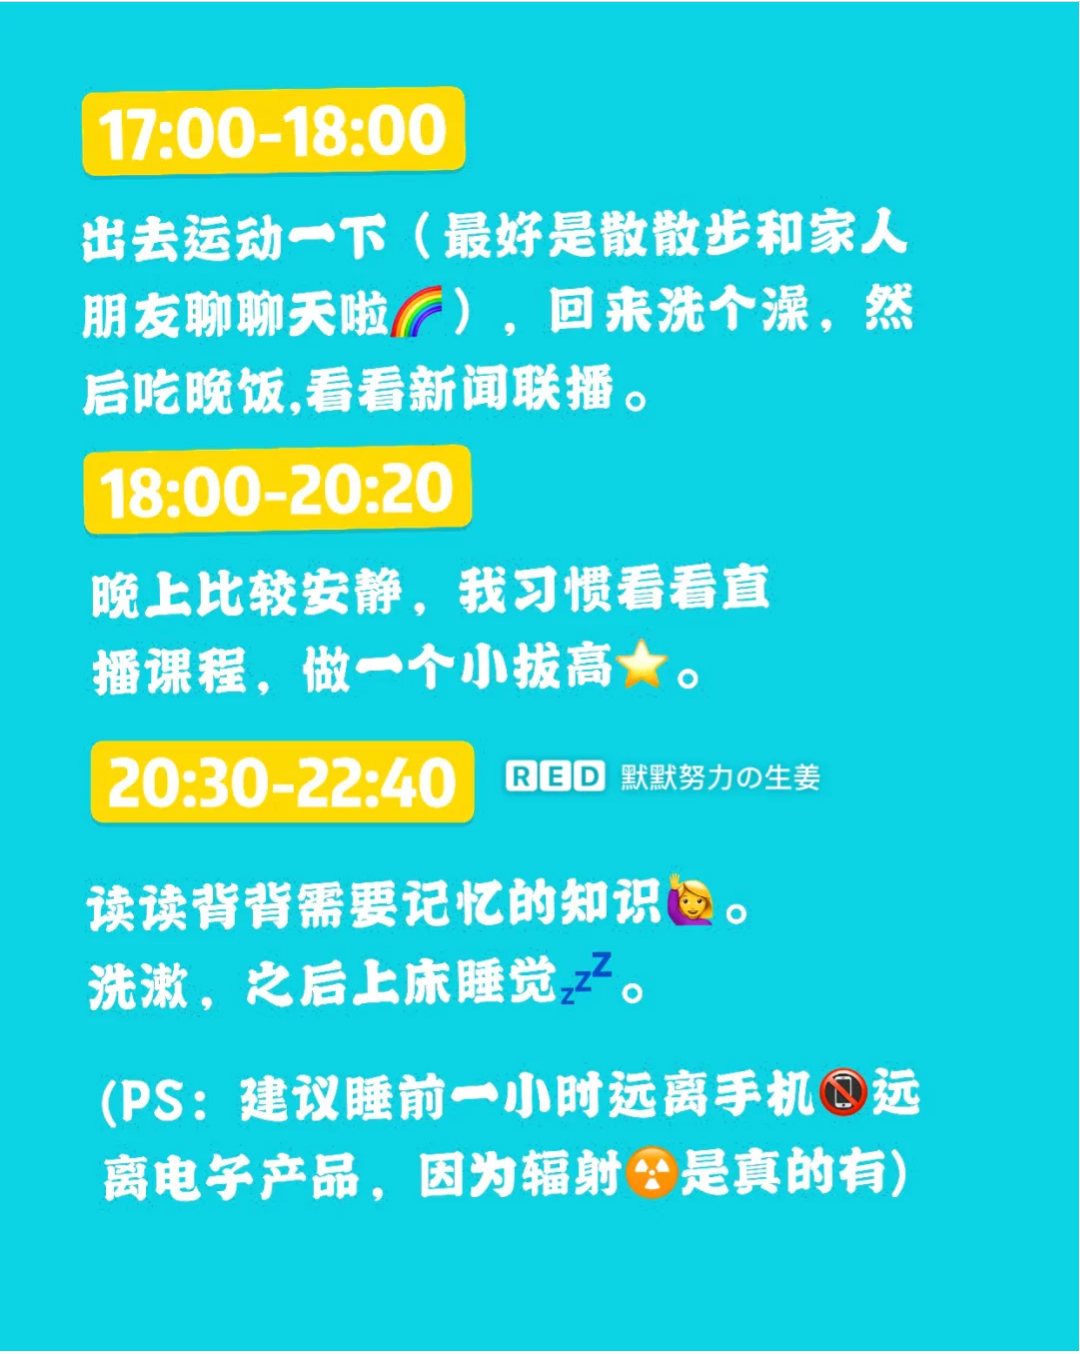 17:00-18:00
出去运动一下（最好是散散步和家人
朋友聊聊天啦🌈），回来洗个澡，然
后吃晚饭,看看新闻联播。
18:00-20:20
晚上比较安静，我习惯看看直
播课程，做一个小拔高⭐。
20:30-22:40
RED 默默努力の生姜
读读背背需要记忆的知识🙋‍♀️。
洗漱，之后上床睡觉💤。
(PS：建议睡前一小时远离手机📵远
离电子产品，因为辐射☢️是真的有)